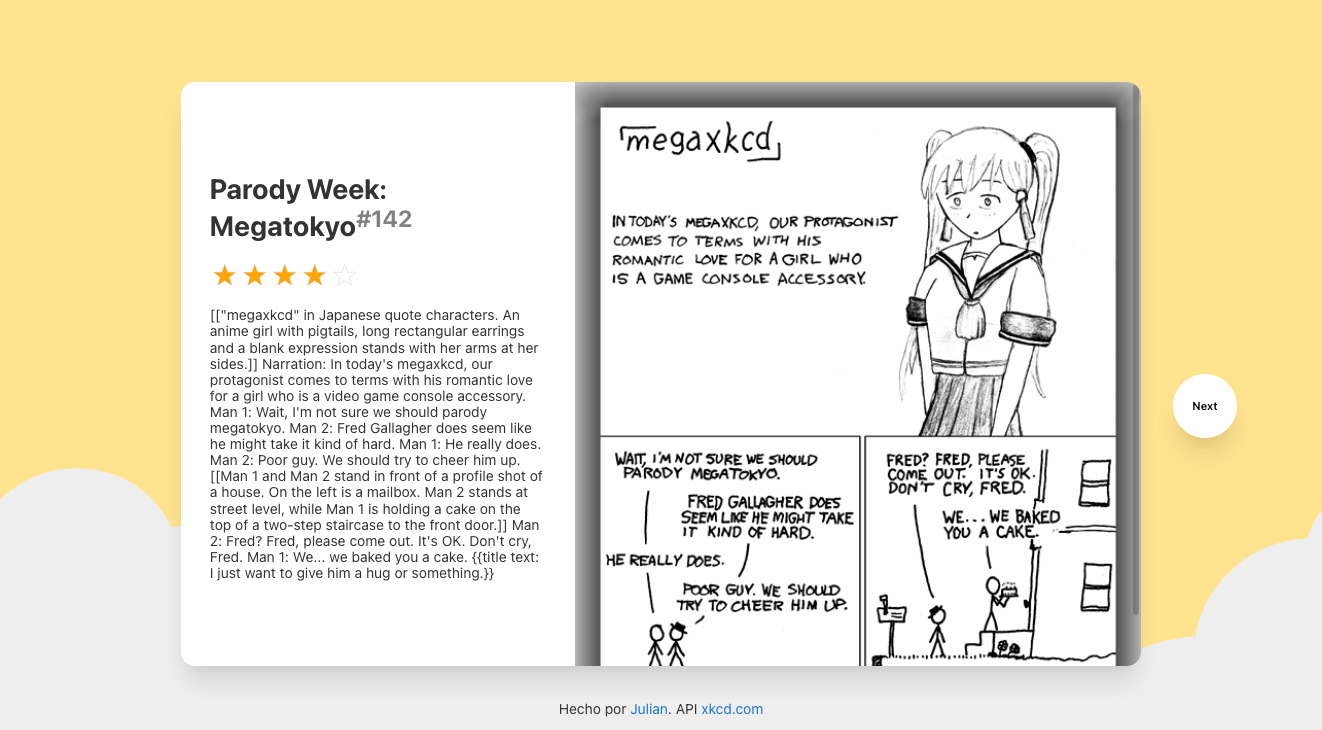 Parody Week:
Megatokyo#142
[["megaxkcd" in Japanese quote characters. An
anime girl with pigtails, long rectangular earrings
and a blank expression stands with her arms at her
sides.]] Narration: In today's megaxkcd, our
protagonist comes to terms with his romantic love
for a girl who is a video game console accessory.
Man 1: Wait, I'm not sure we should parody
megatokyo. Man 2: Fred Gallagher does seem like
he might take it kind of hard. Man 1: He really does.
Man 2: Poor guy. We should try to cheer him up.
[[Man 1 and Man 2 stand in front of a profile shot of
a house. On the left is a mailbox. Man 2 stands at
street level, while Man 1 is holding a cake on the
top of a two-step staircase to the front door.]] Man
2: Fred? Fred, please come out. It's OK. Don't cry,
Fred. Man 1: We... we baked you a cake. {{title text:
I just want to give him a hug or something.}}
「megaxkcd」
IN TODAY'S MEGAXKCD, OUR PROTAGONIST
COMES TO TERMS WITH HIS
ROMANTIC LOVE FOR A GIRL WHO
IS A GAME CONSOLE ACCESSORY.
WAIT, I'M NOT SURE WE SHOULD
PARODY MEGATOKYO.
FRED GALLAGHER DOES
SEEM LIKE HE MIGHT TAKE
IT KIND OF HARD.
HE REALLY DOES.
POOR GUY. WE SHOULD
TRY TO CHEER HIM UP.
FRED? FRED, PLEASE
COME OUT. IT'S OK.
DON'T CRY, FRED.
WE... WE BAKED
YOU A CAKE.
Next
Hecho por Julian. API xkcd.com